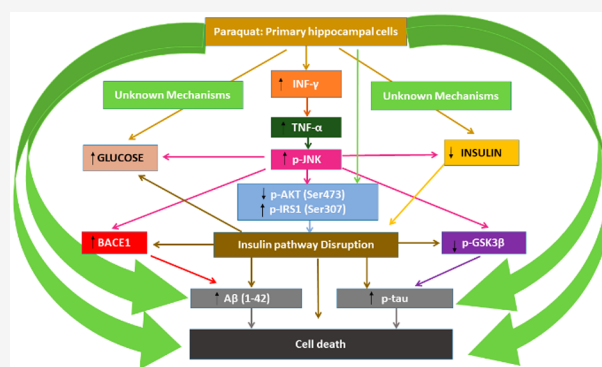 Paraquat: Primary hippocampal cells
↑ INF-γ
Unknown Mechanisms
Unknown Mechanisms
↑ TNF-α
↑ GLUCOSE
↑ p-JNK
↓ INSULIN
↓ p-AKT (Ser473)
↑ p-IRS1 (Ser307)
↑ BACE1
Insulin pathway Disruption
↓ p-GSK3β
↑ Aβ (1-42)
↑ p-tau
Cell death